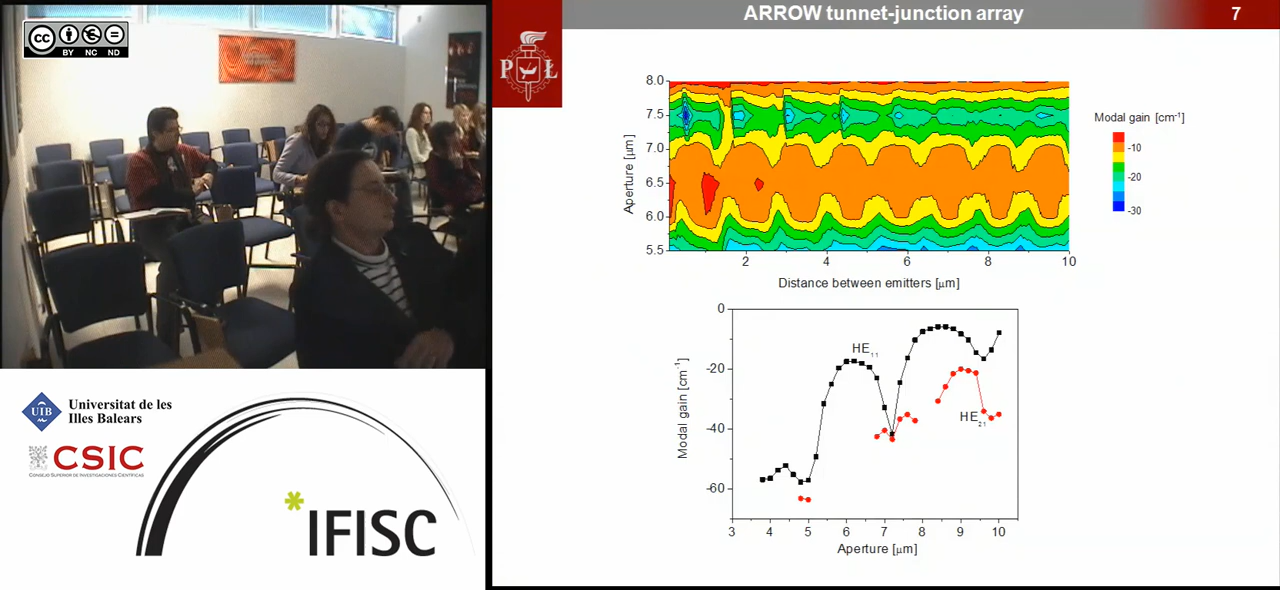 CC BY NC ND
Universitat de les
Illes Balears
UIB
CSIC
CONSEJO SUPERIOR DE INVESTIGACIONES CIENTÍFICAS
*IFISC
ARROW tunnet-junction array
7
P Ł
8.0
7.5
7.0
6.5
6.0
5.5
Aperture [μm]
2 4 6 8 10
Distance between emitters [μm]
Modal gain [cm⁻¹]
-10
-20
-30
0
-20
-40
-60
Modal gain [cm⁻¹]
HE₁₁
HE₂₁
3 4 5 6 7 8 9 10
Aperture [μm]